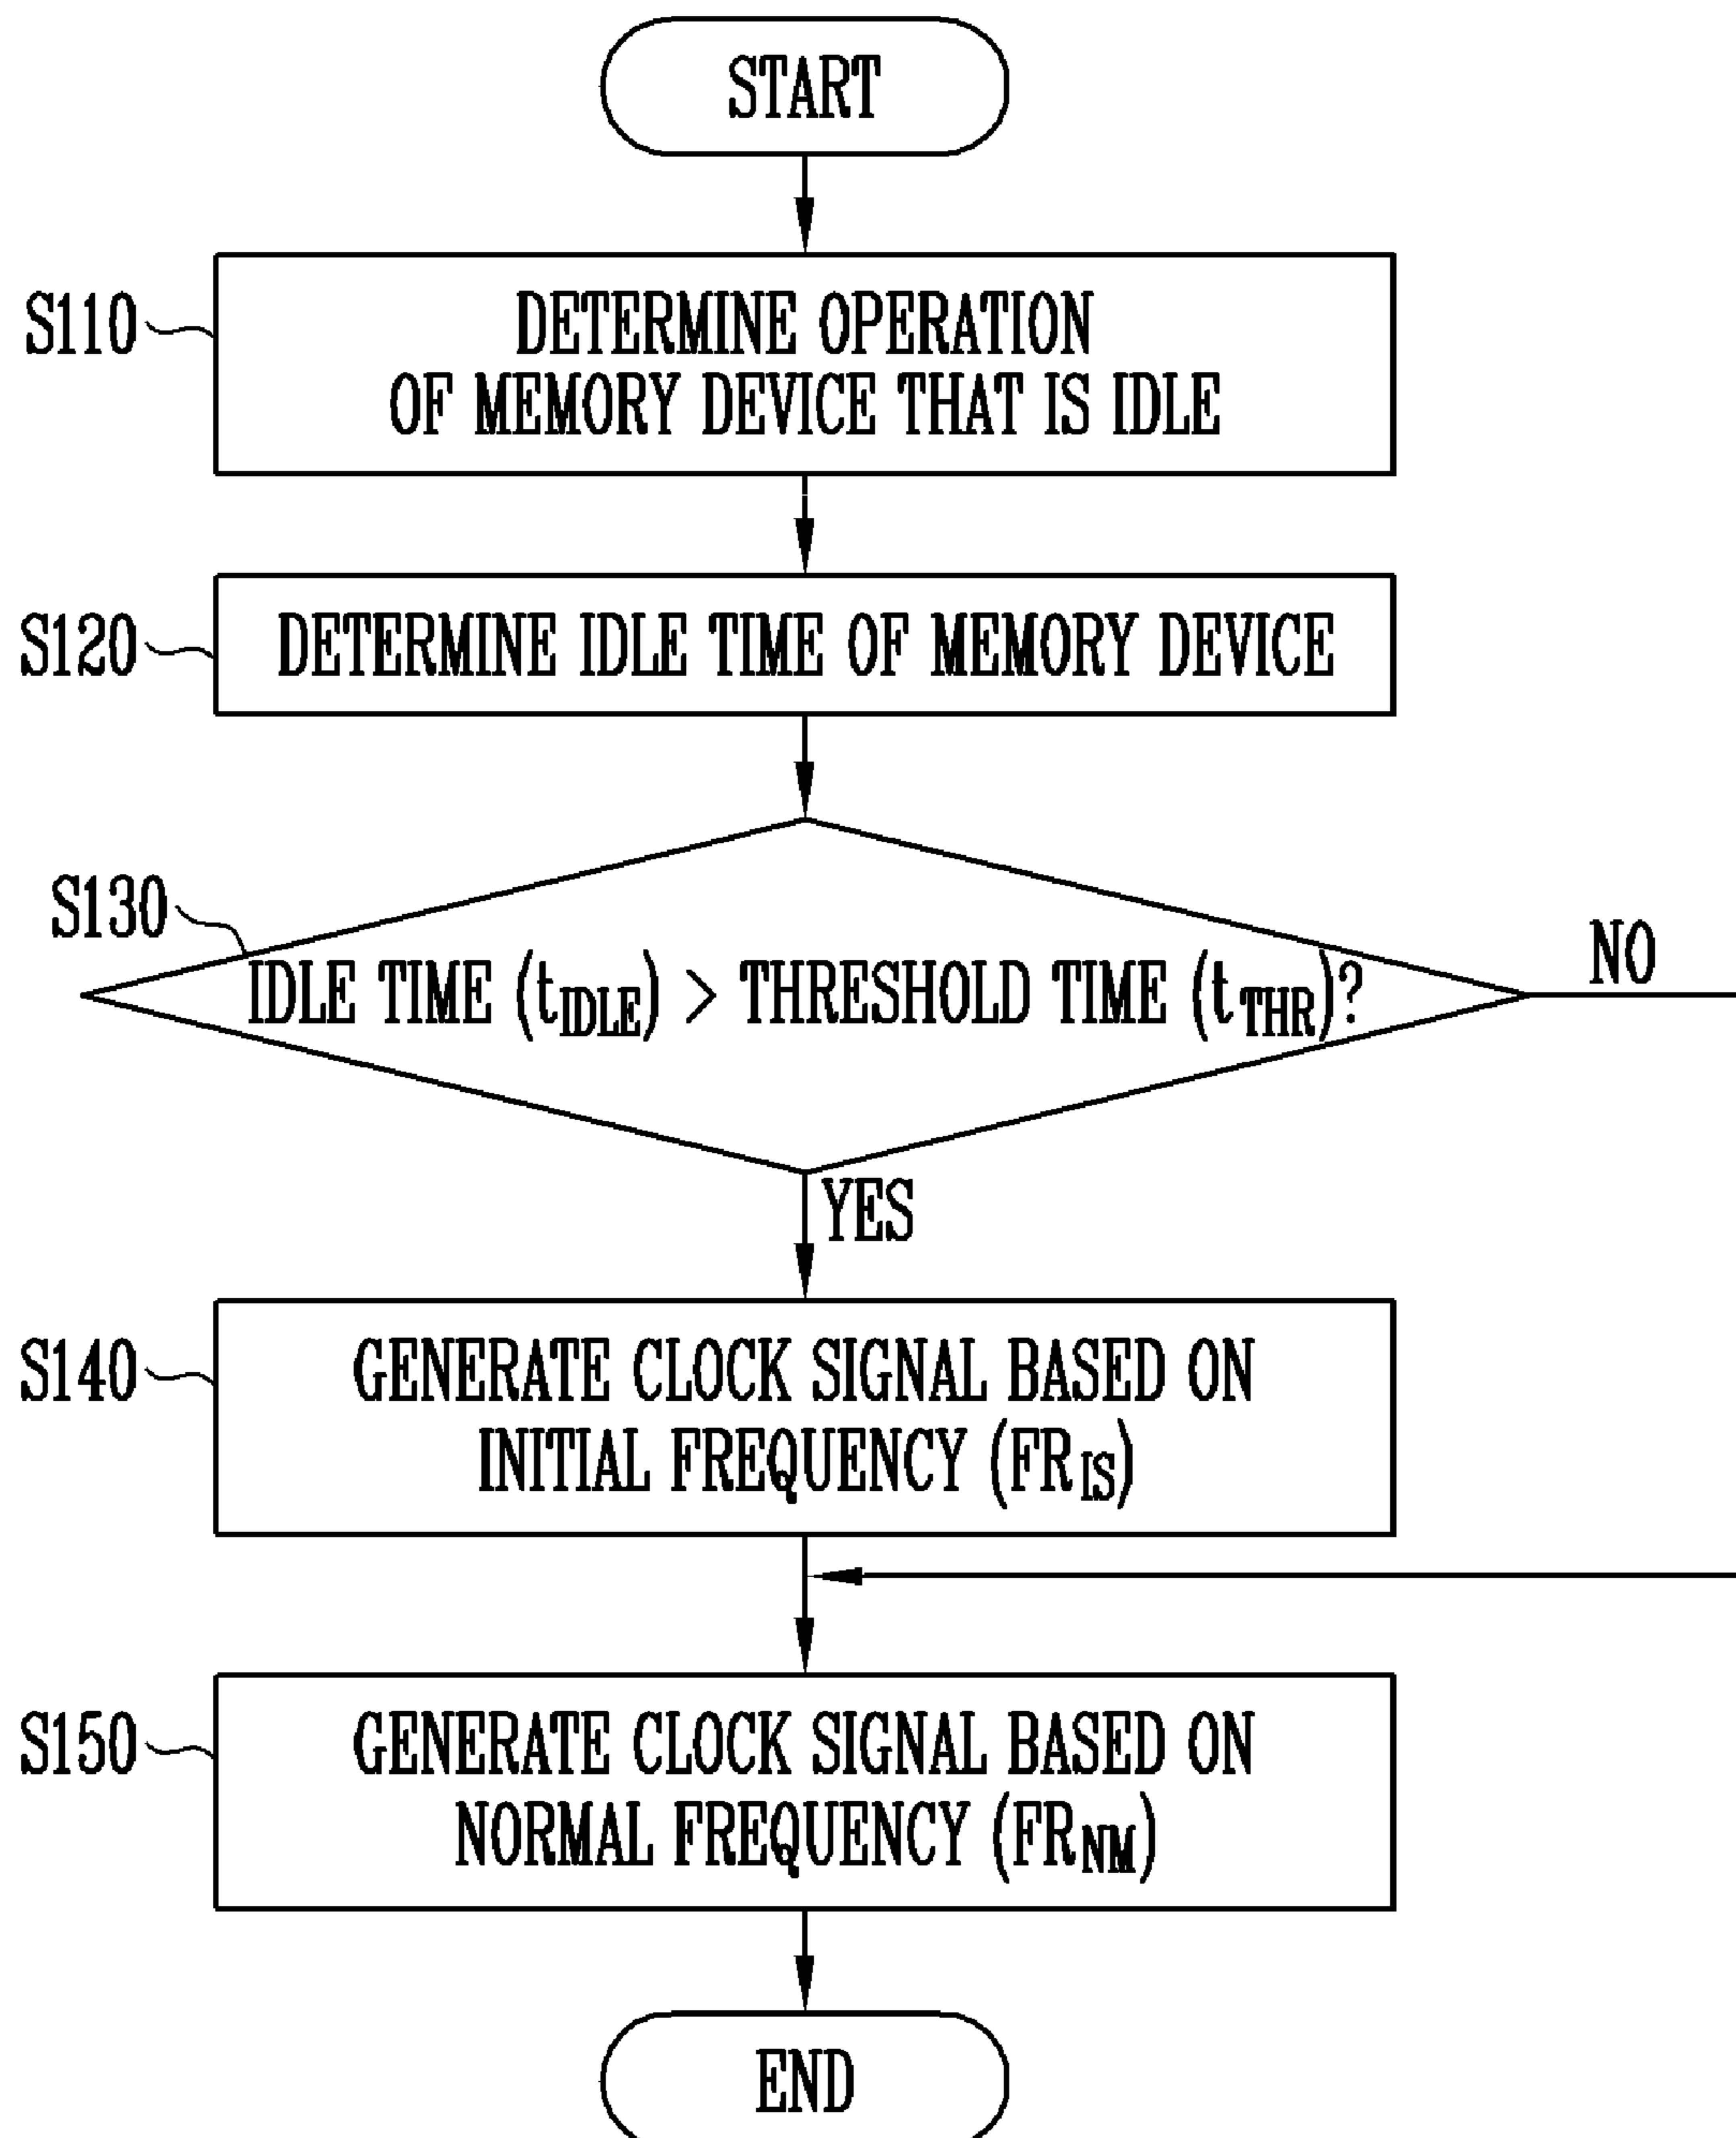 START
S110
DETERMINE OPERATION
OF MEMORY DEVICE THAT IS IDLE
S120
DETERMINE IDLE TIME OF MEMORY DEVICE
S130
IDLE TIME (tIDLE) > THRESHOLD TIME (tTHR)?
NO
YES
S140
GENERATE CLOCK SIGNAL BASED ON
INITIAL FREQUENCY (FRIS)
S150
GENERATE CLOCK SIGNAL BASED ON
NORMAL FREQUENCY (FRNM)
END